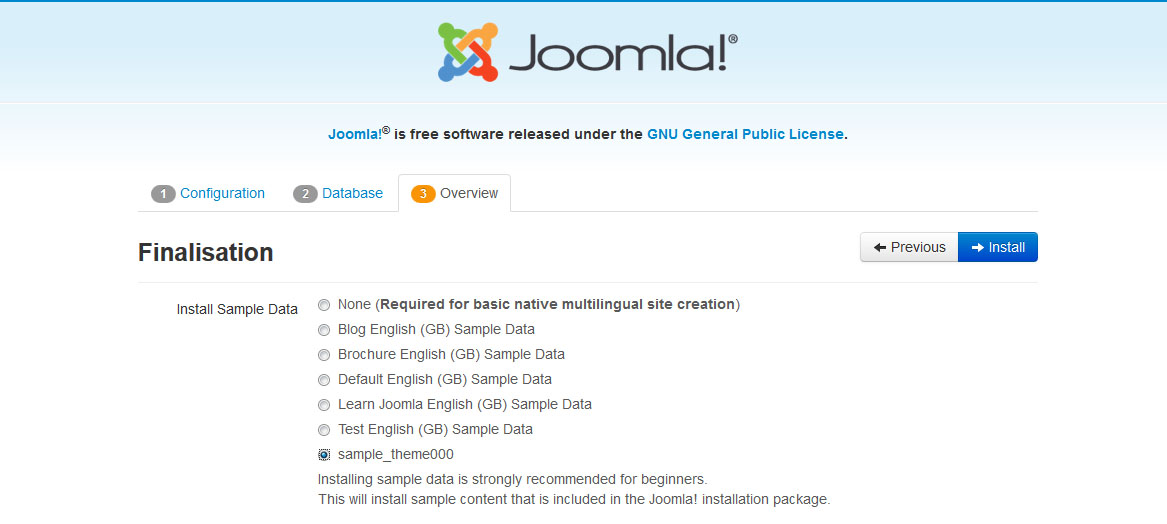 Joomla!®
Joomla!® is free software released under the GNU General Public License.
1 Configuration 2 Database 3 Overview
Finalisation
Previous Install
Install Sample Data
None (Required for basic native multilingual site creation)
Blog English (GB) Sample Data
Brochure English (GB) Sample Data
Default English (GB) Sample Data
Learn Joomla English (GB) Sample Data
Test English (GB) Sample Data
sample_theme000
Installing sample data is strongly recommended for beginners.
This will install sample content that is included in the Joomla! installation package.